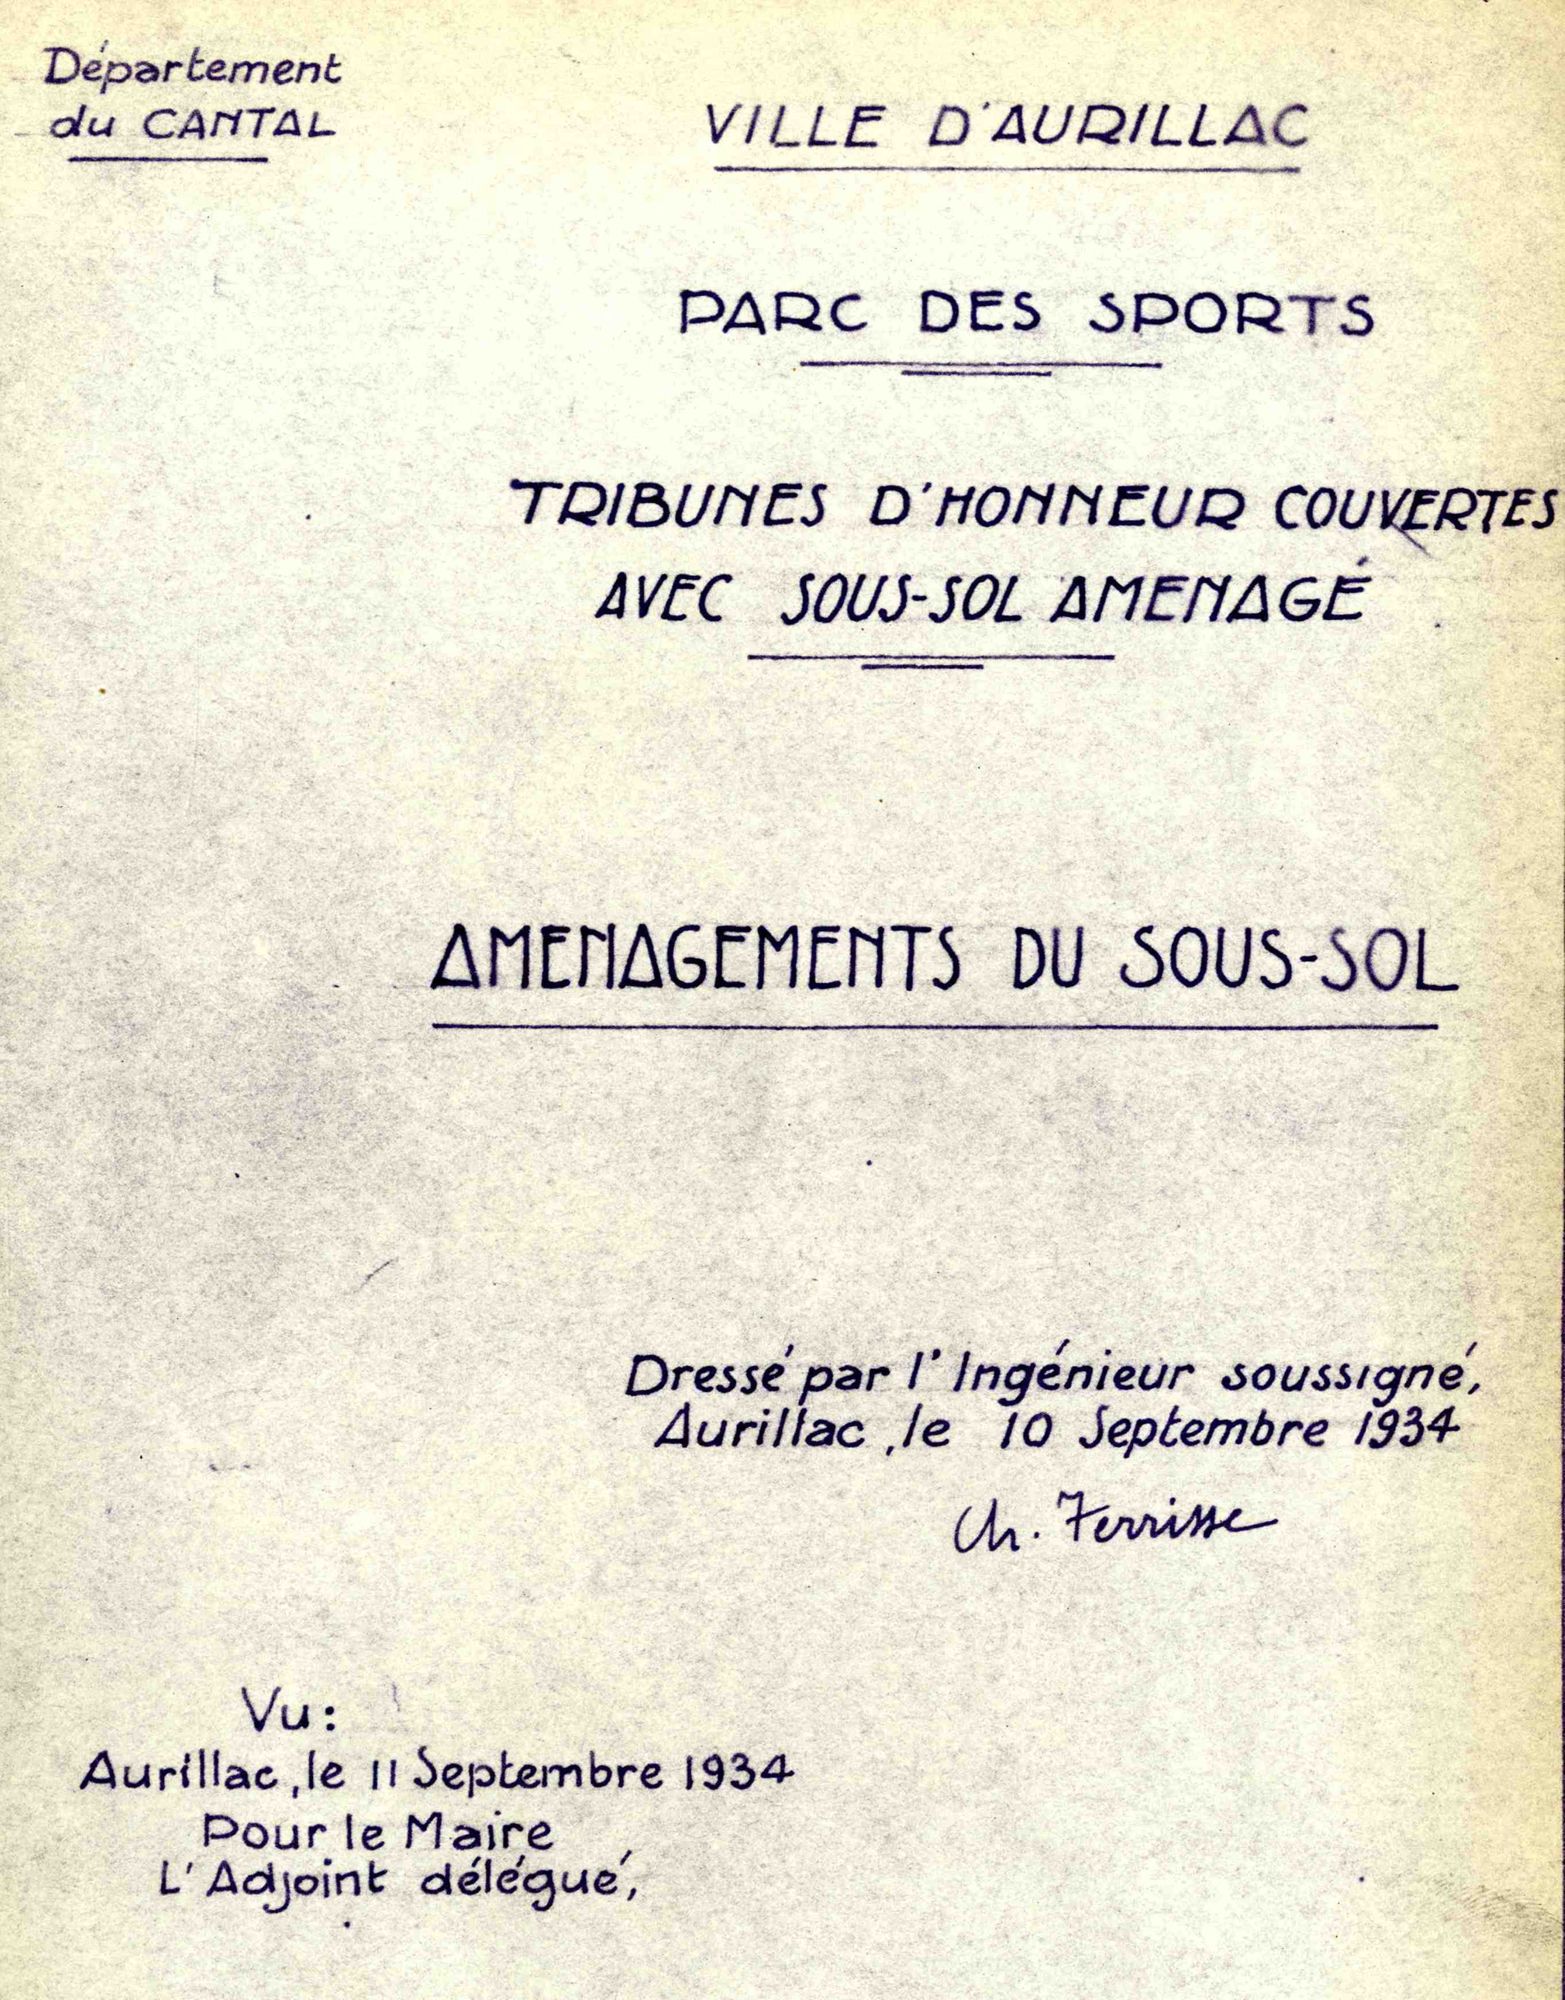 Département
du CANTAL
VILLE D'AURILLAC
PARC DES SPORTS
TRIBUNES D'HONNEUR COUVERTES
AVEC SOUS-SOL AMENAGÉ
AMENAGEMENTS DU SOUS-SOL
Dressé par l'Ingénieur soussigné,
Aurillac, le 10 Septembre 1934
Ch. Terrisse
Vu:
Aurillac, le 11 Septembre 1934
Pour le Maire
L'Adjoint délégué,